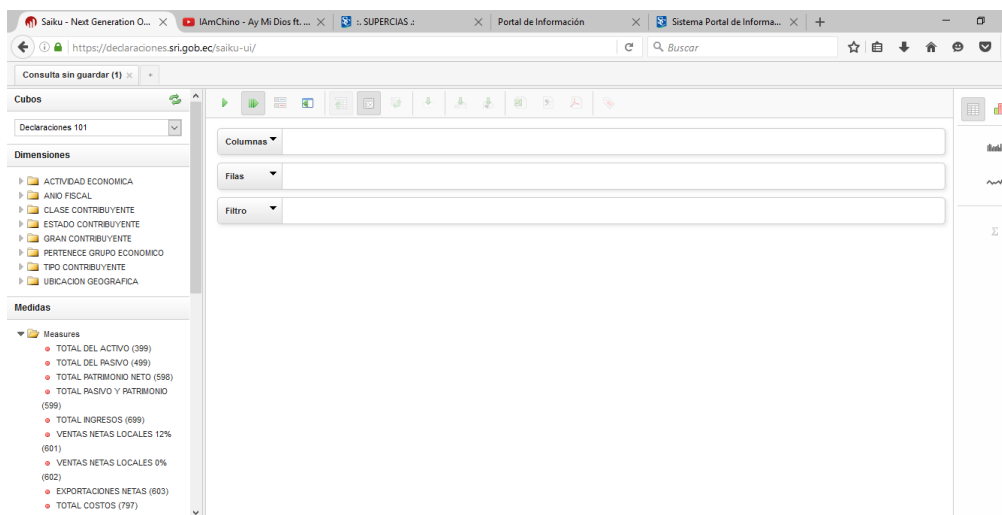 Saiku - Next Generation O...
IAmChino - Ay Mi Dios ft. ...
:. SUPERCIAS .:
Portal de Información
Sistema Portal de Informa...
https://declaraciones.sri.gob.ec/saiku-ui/
Buscar
Consulta sin guardar (1)
Cubos
Declaraciones 101
Dimensiones
ACTIVIDAD ECONOMICA
ANIO FISCAL
CLASE CONTRIBUYENTE
ESTADO CONTRIBUYENTE
GRAN CONTRIBUYENTE
PERTENECE GRUPO ECONOMICO
TIPO CONTRIBUYENTE
UBICACION GEOGRAFICA
Medidas
Measures
TOTAL DEL ACTIVO (399)
TOTAL DEL PASIVO (499)
TOTAL PATRIMONIO NETO (598)
TOTAL PASIVO Y PATRIMONIO
(599)
TOTAL INGRESOS (699)
VENTAS NETAS LOCALES 12%
(601)
VENTAS NETAS LOCALES 0%
(602)
EXPORTACIONES NETAS (603)
TOTAL COSTOS (797)
Columnas
Filas
Filtro
Σ